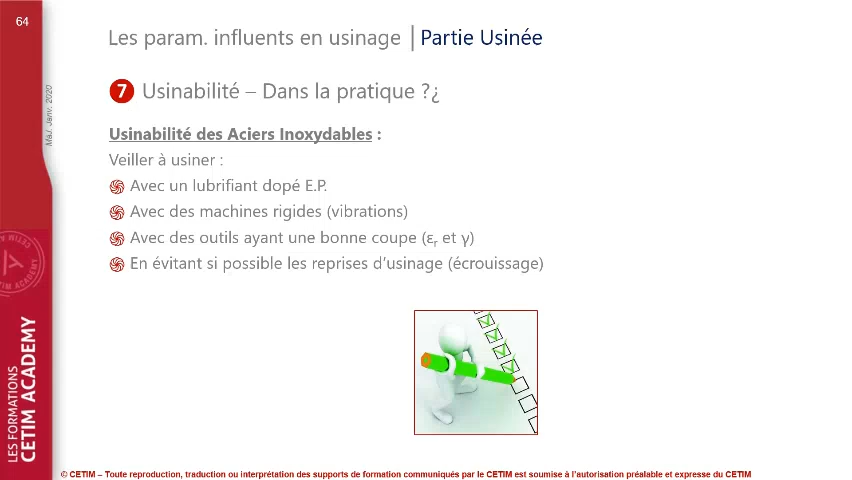 64
Les param. influents en usinage | Partie Usinée
Màj. Janv. 2020
7 Usinabilité – Dans la pratique ?¿
Usinabilité des Aciers Inoxydables :
Veiller à usiner :
Avec un lubrifiant dopé E.P.
Avec des machines rigides (vibrations)
Avec des outils ayant une bonne coupe (εr et γ)
En évitant si possible les reprises d'usinage (écrouissage)
LES FORMATIONS
CETIM ACADEMY
© CETIM – Toute reproduction, traduction ou interprétation des supports de formation communiqués par le CETIM est soumise à l'autorisation préalable et expresse du CETIM